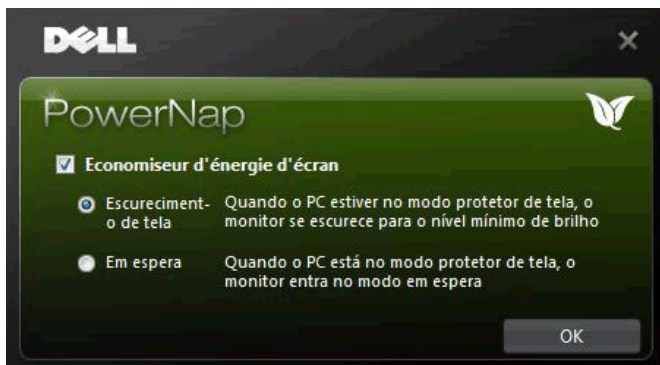 DELL
PowerNap
Economiseur d'énergie d'écran
Escureciment-
o de tela
Quando o PC estiver no modo protetor de tela, o
monitor se escurece para o nível mínimo de brilho
Em espera
Quando o PC está no modo protetor de tela, o
monitor entra no modo em espera
OK